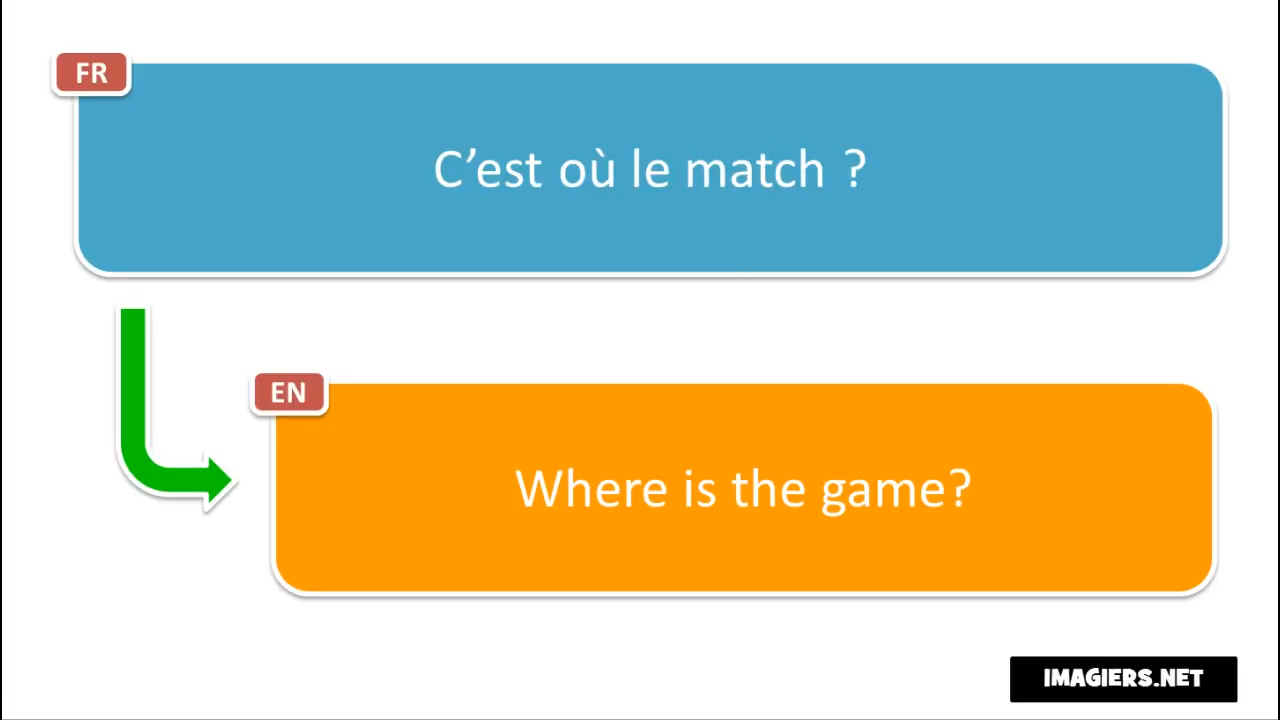 FR
C’est où le match ?
EN
Where is the game?
IMAGIERS.NET